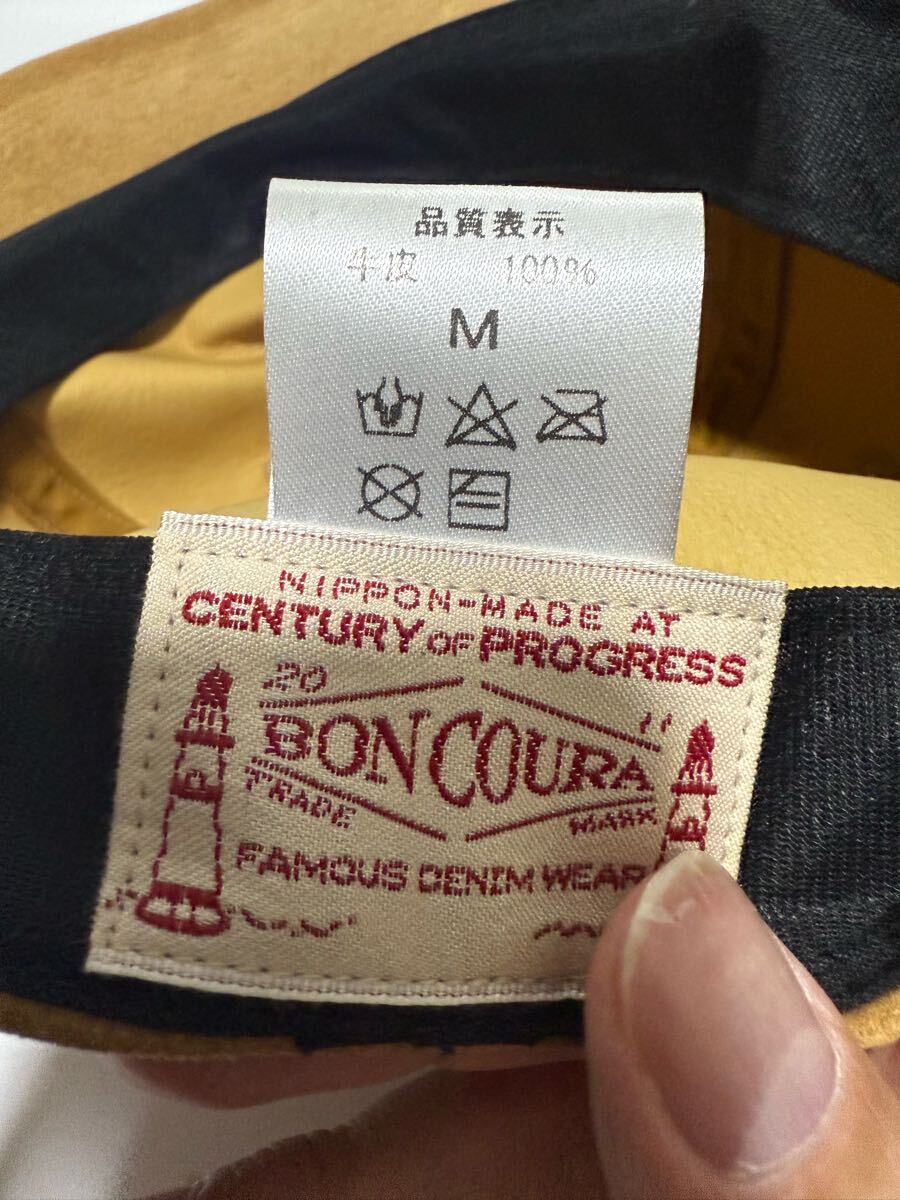 品質表示
牛皮 100%
M
NIPPON-MADE AT
CENTURY OF PROGRESS
20 11
BONCOURA
TRADE MARK
FAMOUS DENIM WEAR